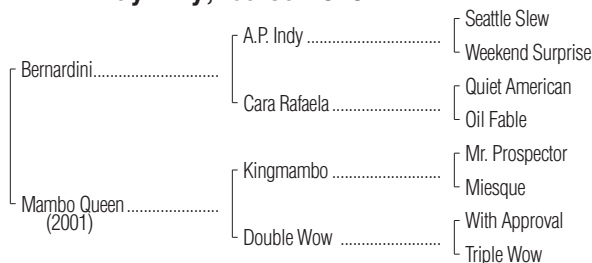 Seattle Slew
A.P. Indy
Weekend Surprise
Bernardini
Quiet American
Cara Rafaela
Oil Fable
Mr. Prospector
Kingmambo
Miesque
Mambo Queen
(2001)
With Approval
Double Wow
Triple Wow